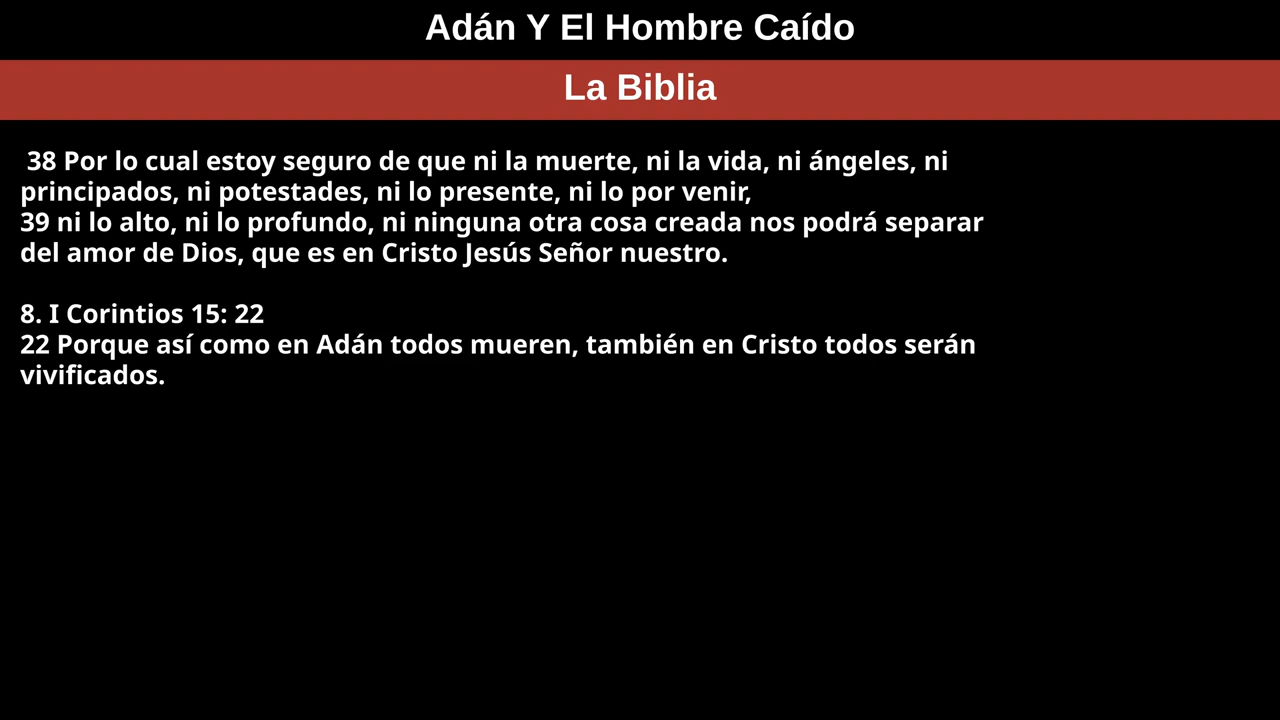 Adán Y El Hombre Caído
La Biblia
38 Por lo cual estoy seguro de que ni la muerte, ni la vida, ni ángeles, ni
principados, ni potestades, ni lo presente, ni lo por venir,
39 ni lo alto, ni lo profundo, ni ninguna otra cosa creada nos podrá separar
del amor de Dios, que es en Cristo Jesús Señor nuestro.
8. I Corintios 15: 22
22 Porque así como en Adán todos mueren, también en Cristo todos serán
vivificados.